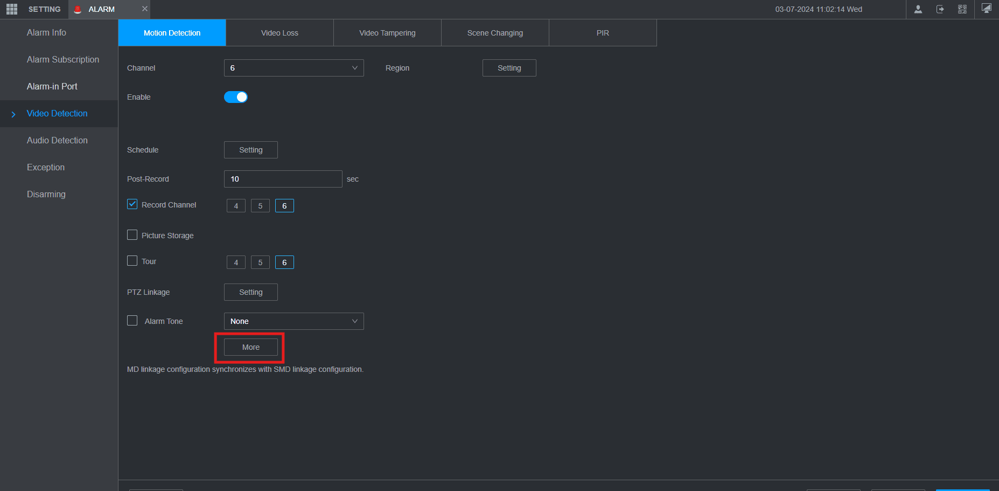 SETTING ALARM 03-07-2024 11:02:14 Wed
Alarm Info
Alarm Subscription
Alarm-in Port
Video Detection
Audio Detection
Exception
Disarming
Motion Detection Video Loss Video Tampering Scene Changing PIR
Channel 6 Region Setting
Enable
Schedule Setting
Post-Record 10 sec
Record Channel 4 5 6
Picture Storage
Tour 4 5 6
PTZ Linkage Setting
Alarm Tone None
More
MD linkage configuration synchronizes with SMD linkage configuration.